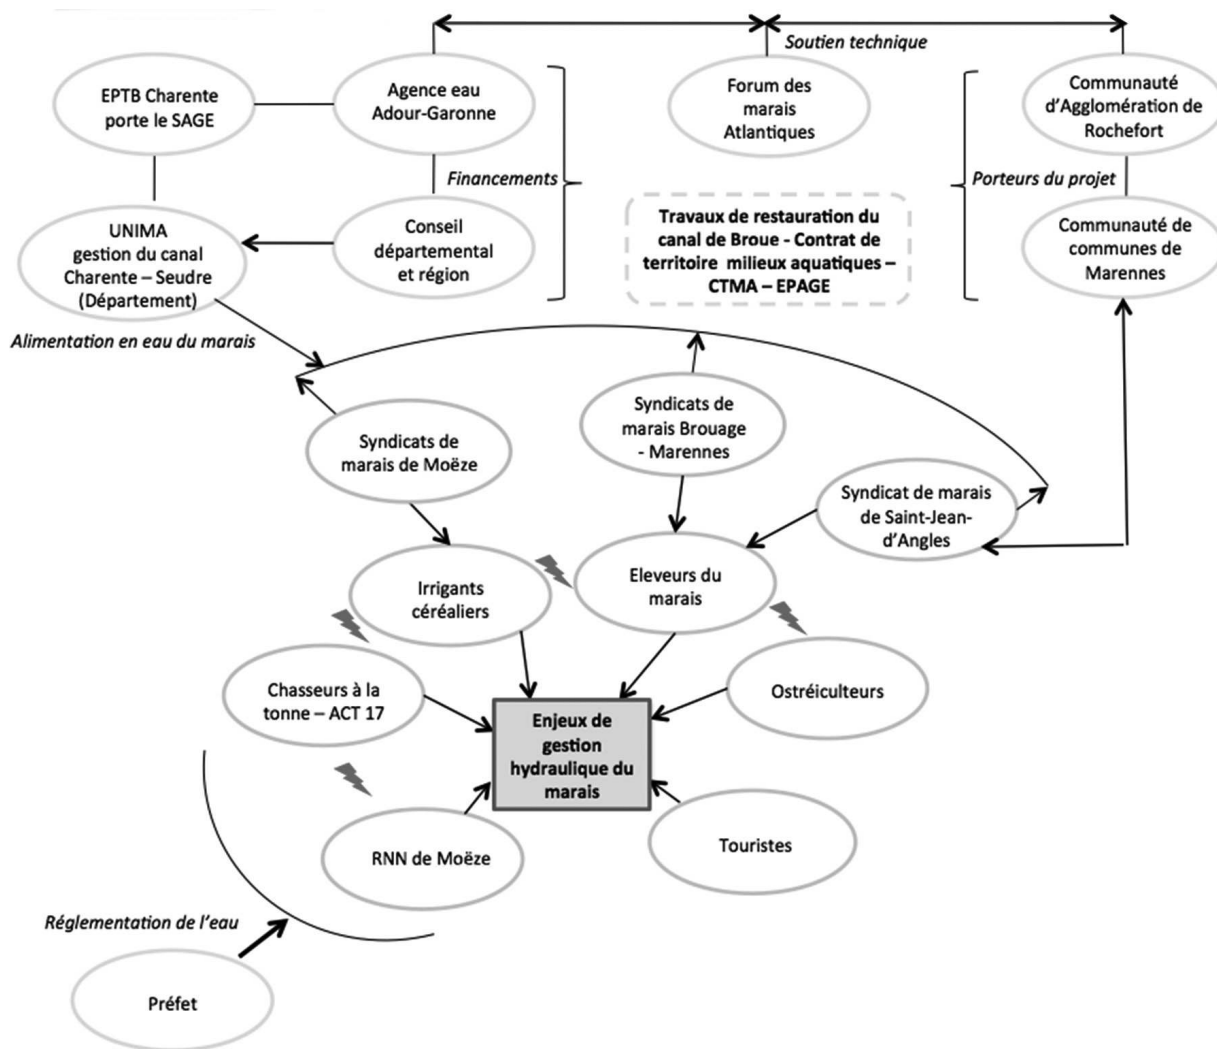 Soutien technique
EPTB Charente
porte le SAGE
Agence eau
Adour-Garonne
Forum des
marais
Atlantiques
Communauté
d'Agglomération de
Rochefort
Financements
Porteurs du projet
UNIMA
gestion du canal
Charente – Seudre
(Département)
Conseil
départemental
et région
Travaux de restauration du
canal de Broue - Contrat de
territoire milieux aquatiques –
CTMA – EPAGE
Communauté de
communes de
Marennes
Alimentation en eau du marais
Syndicats de
marais de Moëze
Syndicats de
marais Brouage
- Marennes
Syndicat de marais
de Saint-Jean-
d'Angles
Irrigants
céréaliers
Eleveurs du
marais
Chasseurs à la
tonne – ACT 17
Ostréiculteurs
Enjeux de
gestion
hydraulique du
marais
RNN de Moëze
Touristes
Réglementation de l'eau
Préfet